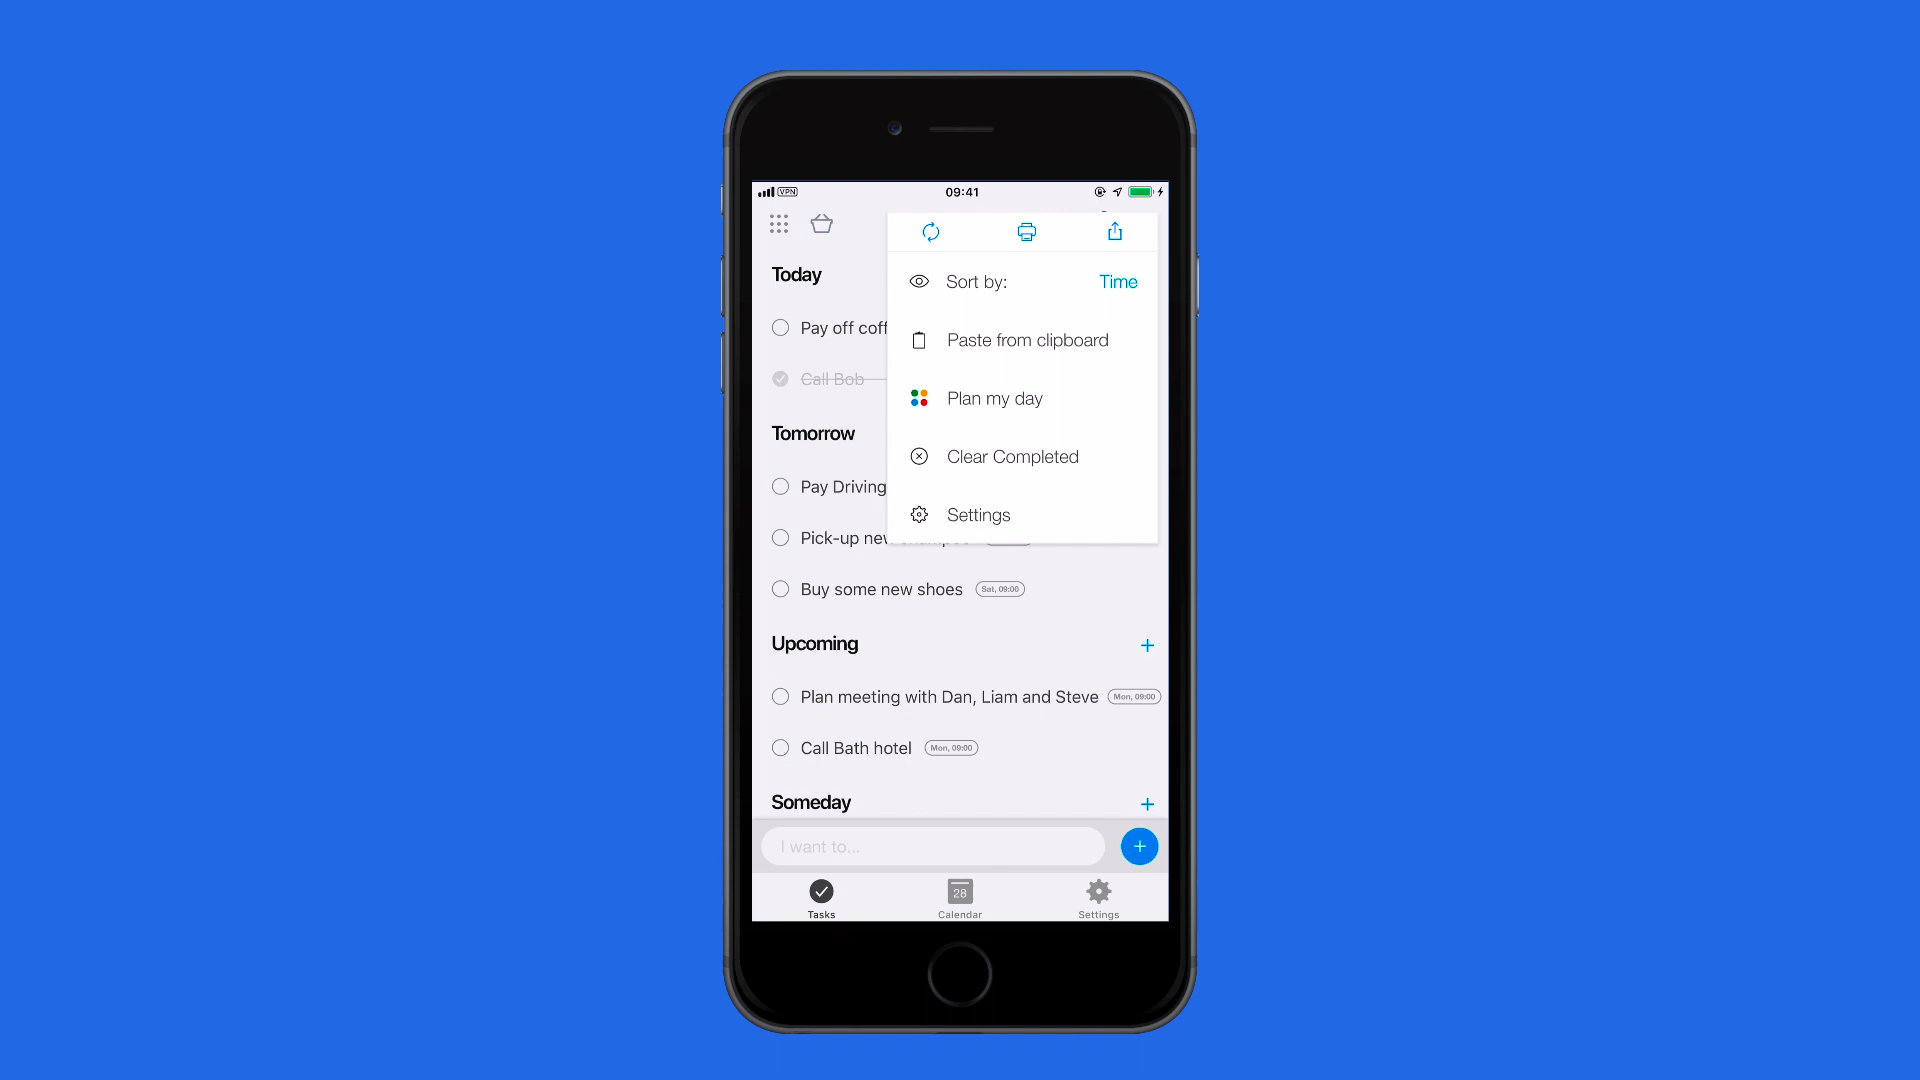 VPN
09:41
Today
Sort by:
Time
Pay off coff
Paste from clipboard
Call Bob
Plan my day
Tomorrow
Clear Completed
Pay Driving
Settings
Pick-up
Buy some new shoes
Sat, 09:00
Upcoming
Plan meeting with Dan, Liam and Steve
Mon, 09:00
Call Bath hotel
Mon, 09:00
Someday
I want to...
28
Tasks
Calendar
Settings